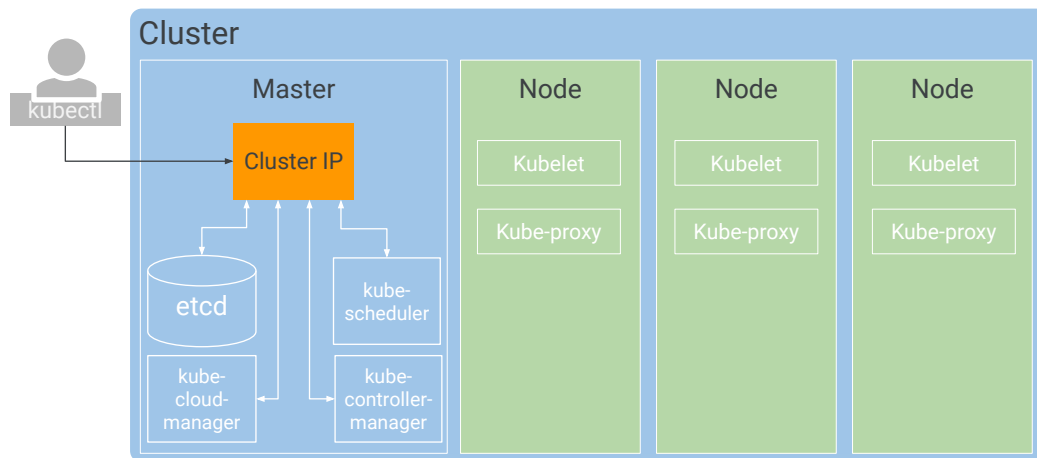 Cluster
kubectl
Master
Cluster IP
etcd
kube-
scheduler
kube-
cloud-
manager
kube-
controller-
manager
Node
Kubelet
Kube-proxy
Node
Kubelet
Kube-proxy
Node
Kubelet
Kube-proxy